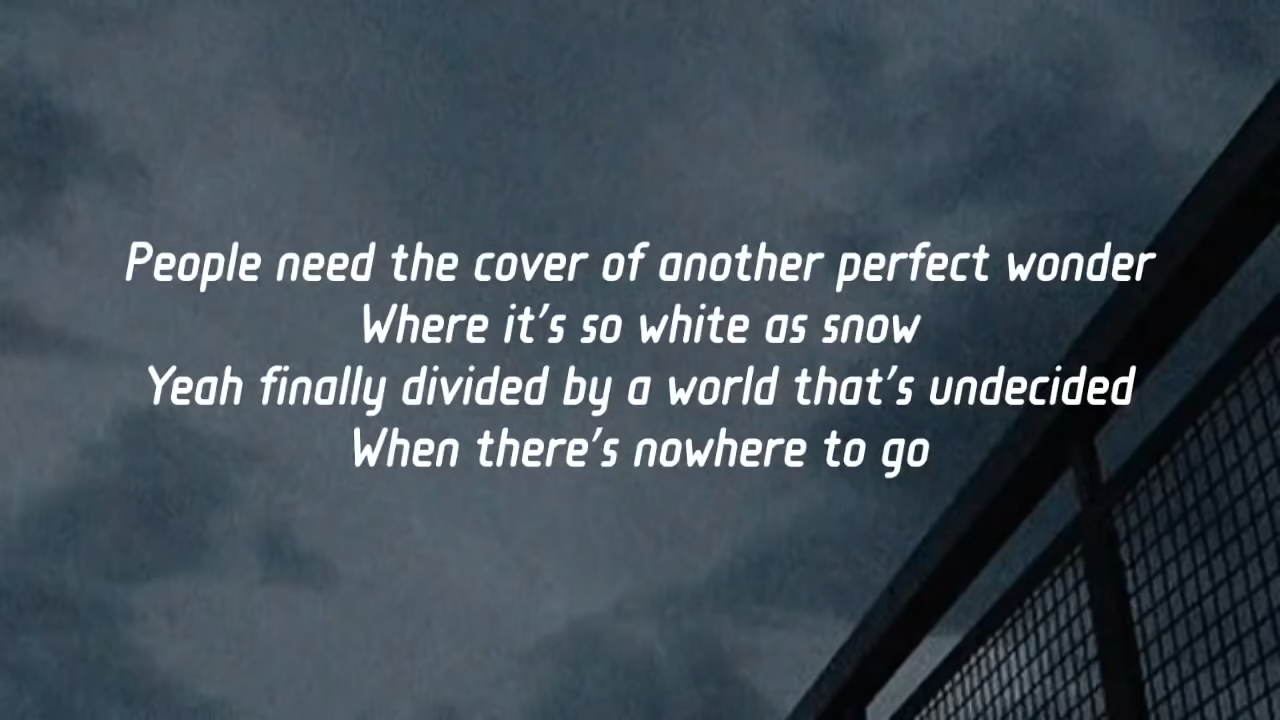 People need the cover of another perfect wonder
Where it's so white as snow
Yeah finally divided by a world that's undecided
When there's nowhere to go